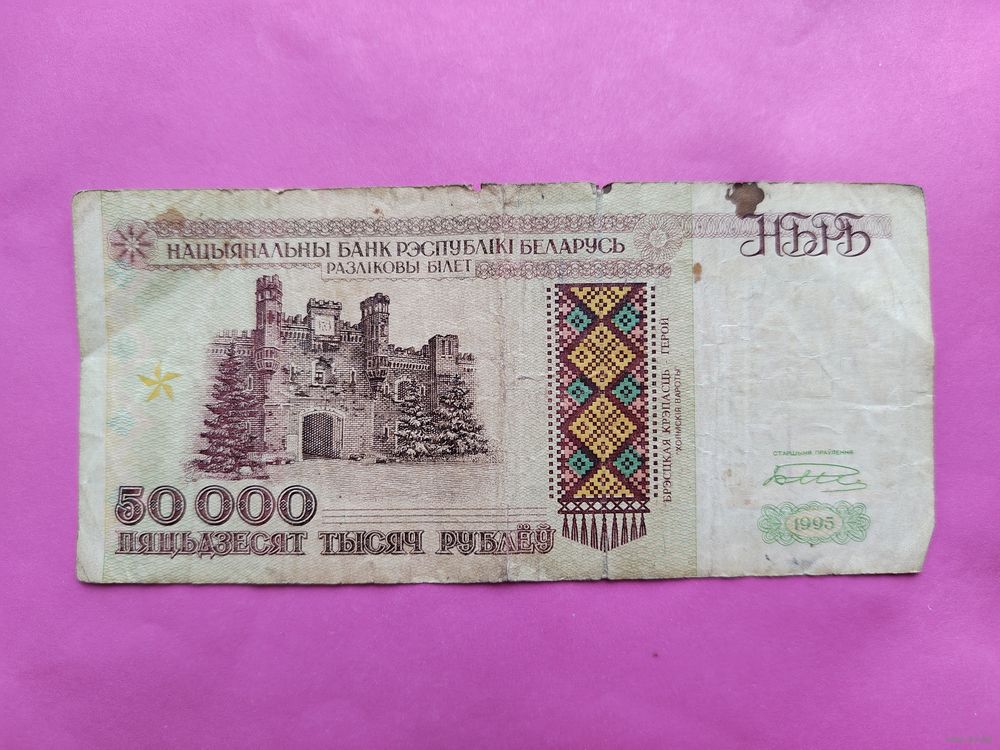 НАЦЫЯНАЛЬНЫ БАНК РЭСПУБЛІКІ БЕЛАРУСЬ
РАЗЛІКОВЫ БІЛЕТ
НБРБ
БРЭСЦКАЯ КРЭПАСЦЬ ГЕРОЙ
ХОЛМСКІЯ ВАРОТЫ
СТАРШЫНЯ ПРАЎЛЕННЯ
1995
50 000
ПЯЦЬДЗЕСЯТ ТЫСЯЧ РУБЛЁЎ